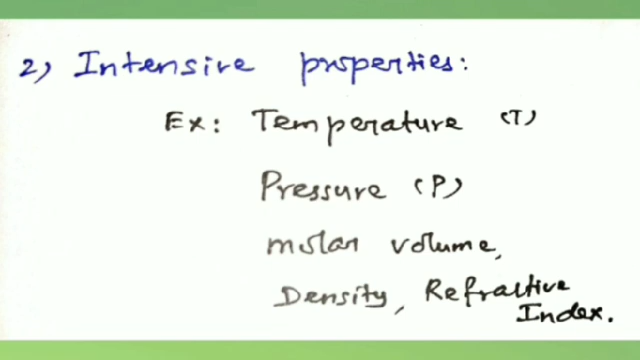 2) Intensive properties:
Ex: Temperature (T)
Pressure (P)
molar volume,
Density, Refractive
Index.